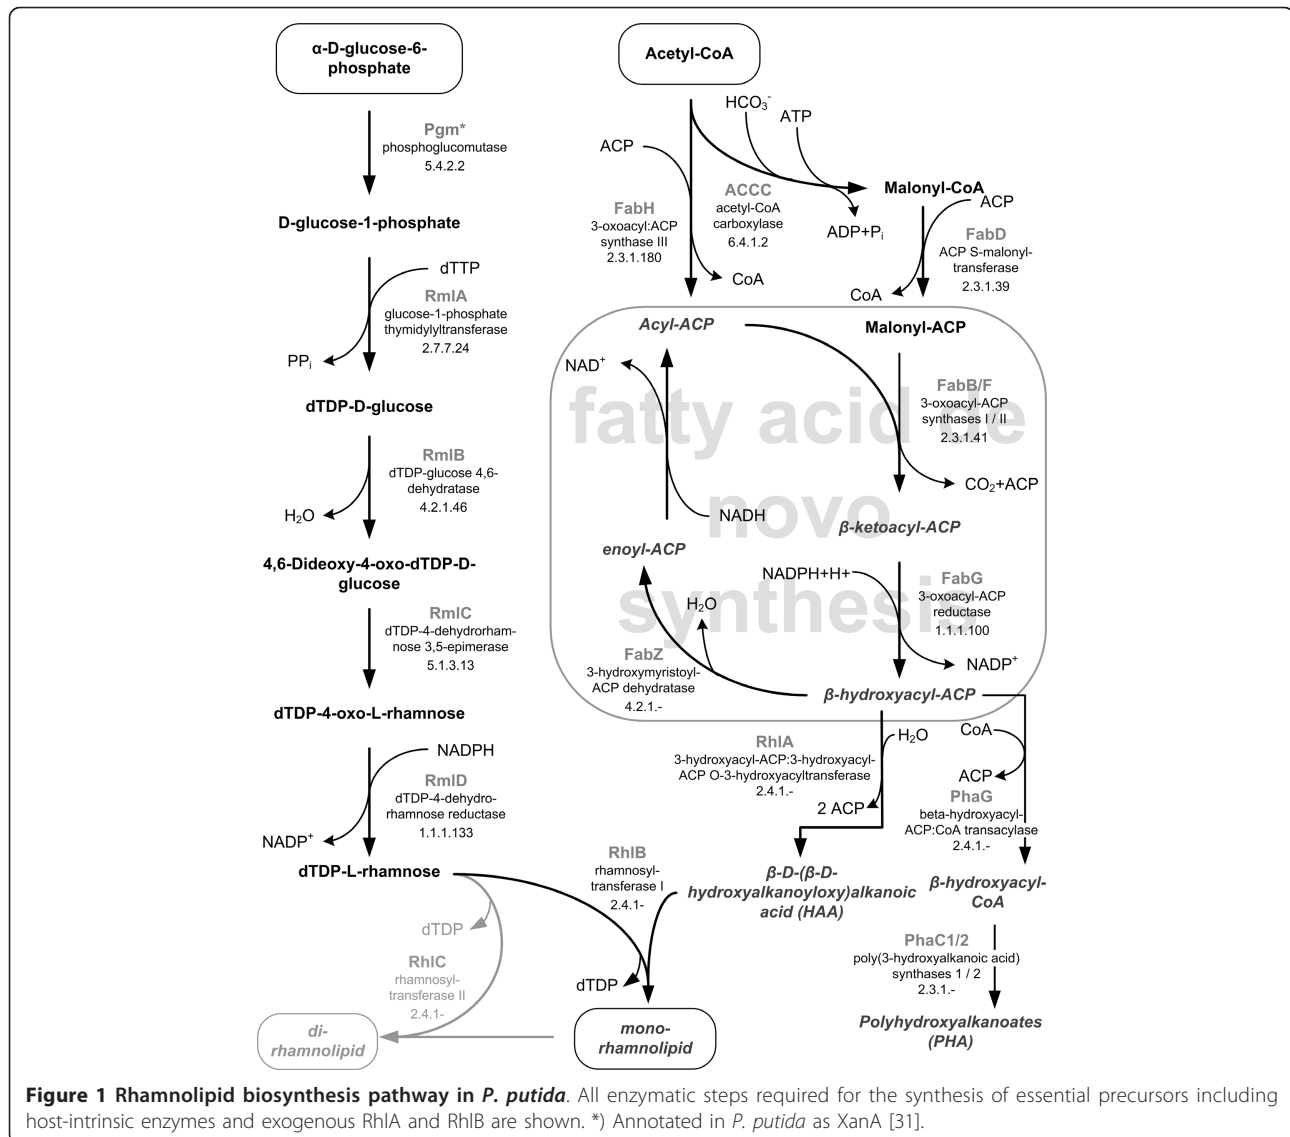 α-D-glucose-6-
phosphate
Pgm*
phosphoglucomutase
5.4.2.2
D-glucose-1-phosphate
dTTP
RmlA
glucose-1-phosphate
thymidylyltransferase
2.7.7.24
PPi
dTDP-D-glucose
RmlB
dTDP-glucose 4,6-
dehydratase
4.2.1.46
H2O
4,6-Dideoxy-4-oxo-dTDP-D-
glucose
RmlC
dTDP-4-dehydrorham-
nose 3,5-epimerase
5.1.3.13
dTDP-4-oxo-L-rhamnose
NADPH
RmlD
dTDP-4-dehydro-
rhamnose reductase
1.1.1.133
NADP+
dTDP-L-rhamnose
dTDP
RhlC
rhamnosyl-
transferase II
2.4.1-
di-
rhamnolipid
Acetyl-CoA
HCO3-
ATP
ACP
FabH
3-oxoacyl:ACP
synthase III
2.3.1.180
CoA
ACCC
acetyl-CoA
carboxylase
6.4.1.2
ADP+Pi
Malonyl-CoA
ACP
FabD
ACP S-malonyl-
transferase
2.3.1.39
CoA
fatty acid de
novo
synthesis
Acyl-ACP
Malonyl-ACP
NAD+
FabB/F
3-oxoacyl-ACP
synthases I / II
2.3.1.41
CO2+ACP
NADH
β-ketoacyl-ACP
enoyl-ACP
NADPH+H+
FabG
3-oxoacyl-ACP
reductase
1.1.1.100
NADP+
H2O
FabZ
3-hydroxymyristoyl-
ACP dehydratase
4.2.1.-
β-hydroxyacyl-ACP
RhlA
3-hydroxyacyl-ACP:3-hydroxyacyl-
ACP O-3-hydroxyacyltransferase
2.4.1.-
H2O
2 ACP
CoA
ACP
PhaG
beta-hydroxyacyl-
ACP:CoA transacylase
2.4.1.-
RhlB
rhamnosyl-
transferase I
2.4.1-
β-D-(β-D-
hydroxyalkanoyloxy)alkanoic
acid (HAA)
β-hydroxyacyl-
CoA
PhaC1/2
poly(3-hydroxyalkanoic acid)
synthases 1 / 2
2.3.1.-
dTDP
mono-
rhamnolipid
Polyhydroxyalkanoates
(PHA)
Figure 1 Rhamnolipid biosynthesis pathway in P. putida. All enzymatic steps required for the synthesis of essential precursors including
host-intrinsic enzymes and exogenous RhlA and RhlB are shown. *) Annotated in P. putida as XanA [31].